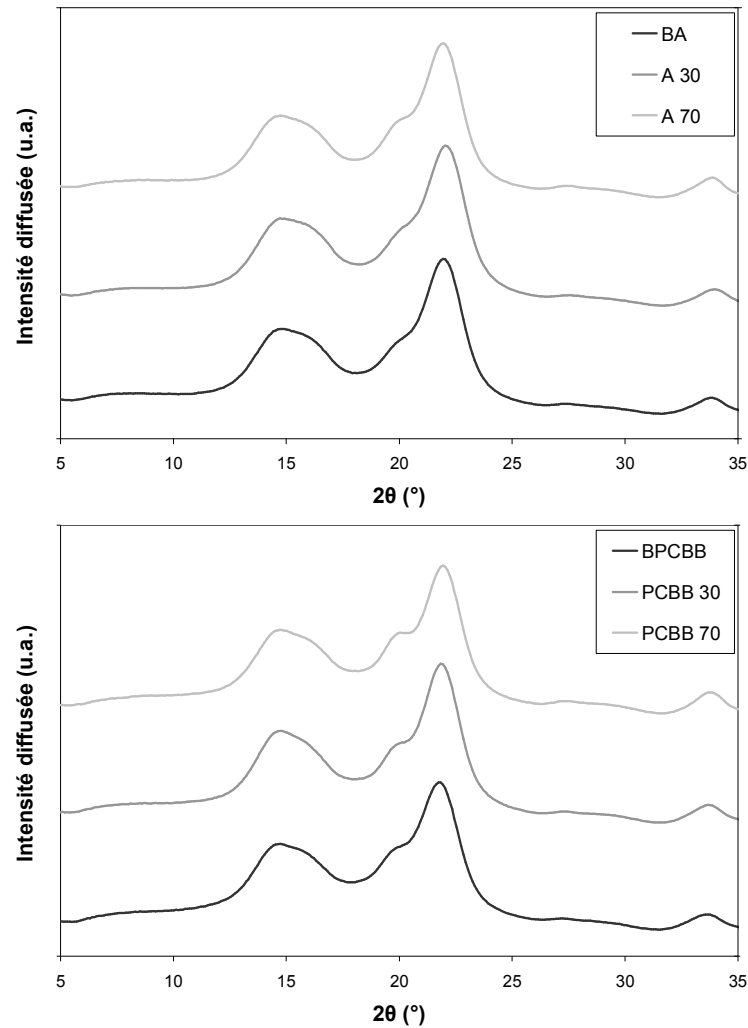 BA
A 30
A 70
Intensité diffusée (u.a.)
5 10 15 20 25 30 35
2θ (°)
BPCBB
PCBB 30
PCBB 70
Intensité diffusée (u.a.)
5 10 15 20 25 30 35
2θ (°)